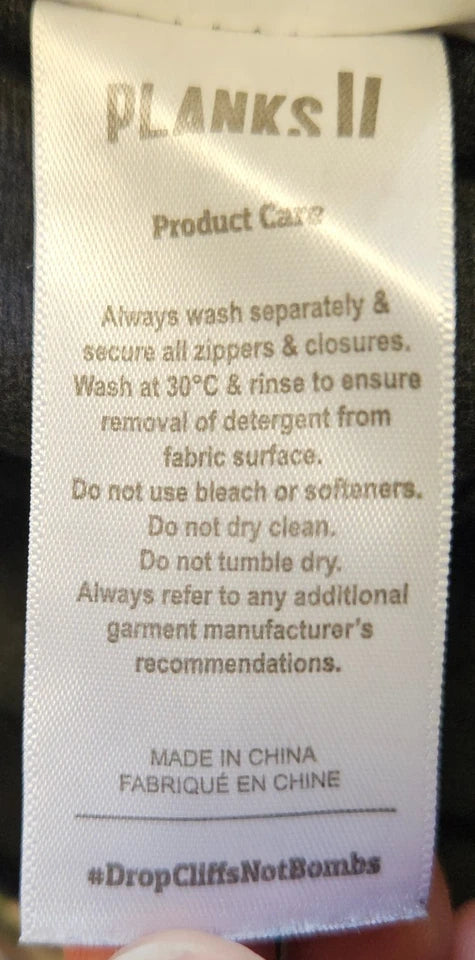 PLANKS II
Product Care
Always wash separately &
secure all zippers & closures.
Wash at 30°C & rinse to ensure
removal of detergent from
fabric surface.
Do not use bleach or softeners.
Do not dry clean.
Do not tumble dry.
Always refer to any additional
garment manufacturer's
recommendations.
MADE IN CHINA
FABRIQUÉ EN CHINE
#DropCliffsNotBombs